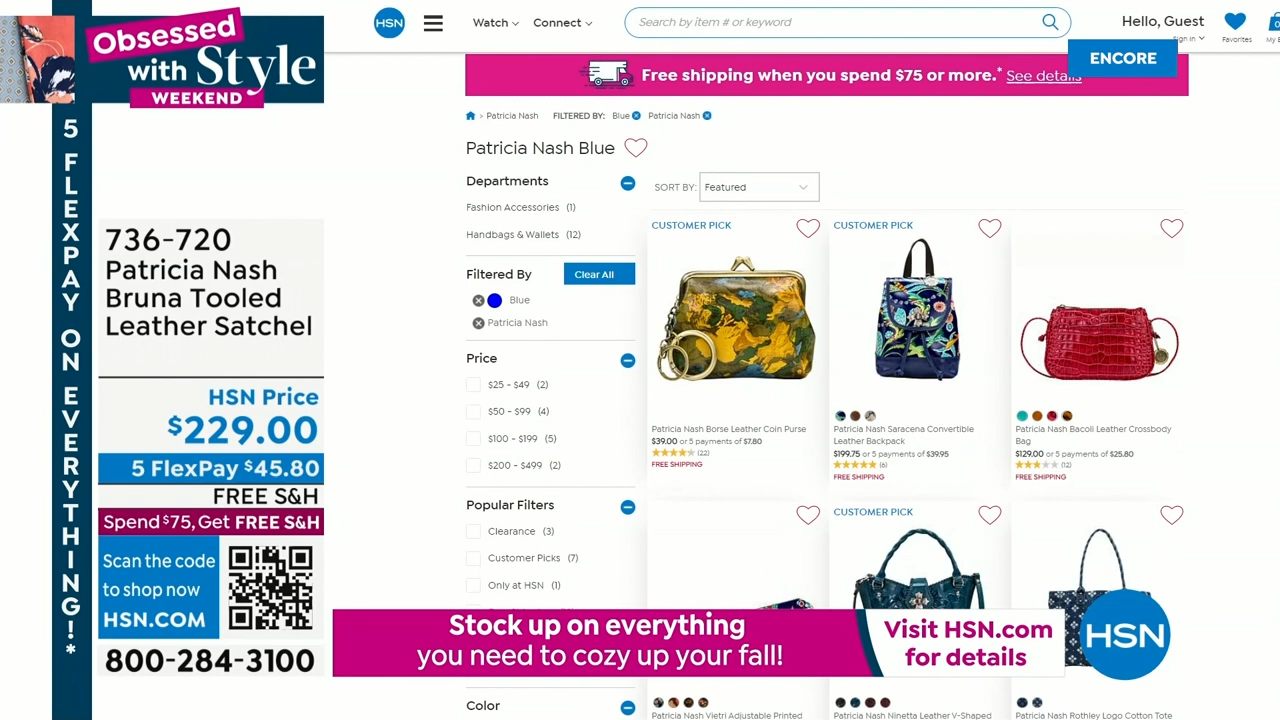 Obsessed
with Style
WEEKEND
5 FLEXPAY ON EVERYTHING!*
736-720
Patricia Nash
Bruna Tooled
Leather Satchel
HSN Price
$229.00
5 FlexPay $45.80
FREE S&H
Spend $75, Get FREE S&H
Scan the code
to shop now
HSN.COM
800-284-3100
HSN
Watch
Connect
Search by item # or keyword
Hello, Guest
Sign In
Favorites
0
ENCORE
Free shipping when you spend $75 or more.* See details
> Patricia Nash FILTERED BY: Blue Patricia Nash
Patricia Nash Blue
Departments
Fashion Accessories (1)
Handbags & Wallets (12)
Filtered By
Clear All
Blue
Patricia Nash
Price
$25 - $49 (2)
$50 - $99 (4)
$100 - $199 (5)
$200 - $499 (2)
Popular Filters
Clearance (3)
Customer Picks (7)
Only at HSN (1)
Color
SORT BY: Featured
CUSTOMER PICK
Patricia Nash Borse Leather Coin Purse
$39.00 or 5 payments of $7.80
(22)
FREE SHIPPING
CUSTOMER PICK
Patricia Nash Saracena Convertible
Leather Backpack
$199.75 or 5 payments of $39.95
(6)
FREE SHIPPING
Patricia Nash Bacoli Leather Crossbody
Bag
$129.00 or 5 payments of $25.80
(12)
FREE SHIPPING
CUSTOMER PICK
Patricia Nash Vietri Adjustable Printed
Patricia Nash Ninetta Leather V-Shaped
Patricia Nash Rothley Logo Cotton Tote
Stock up on everything
you need to cozy up your fall!
Visit HSN.com
for details
HSN